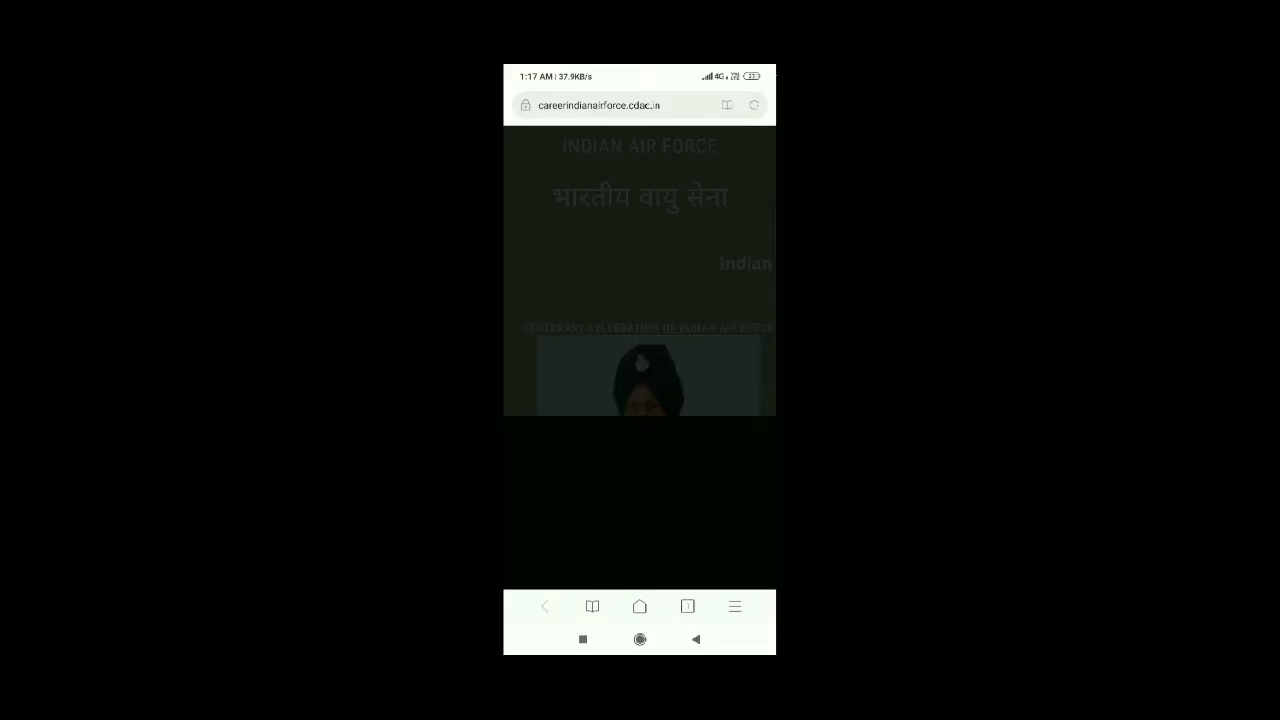 1:17 AM | 37.9KB/s
4G
careerindianairforce.cdac.in
INDIAN AIR FORCE
भारतीय वायु सेना
Indian
CENTENARY CELEBRATION OF INDIAN AIR FORCE
1